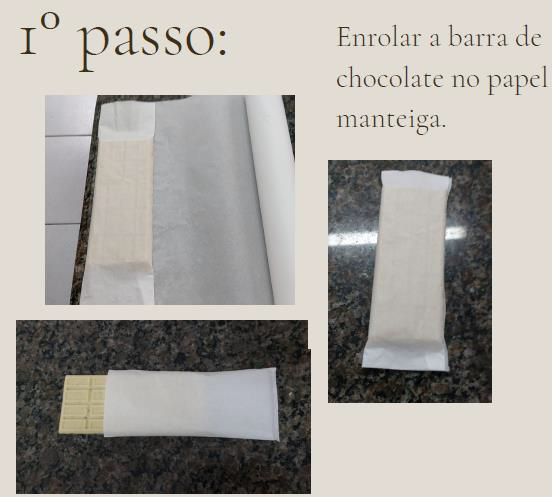 1º passo:
Enrolar a barra de
chocolate no papel
manteiga.